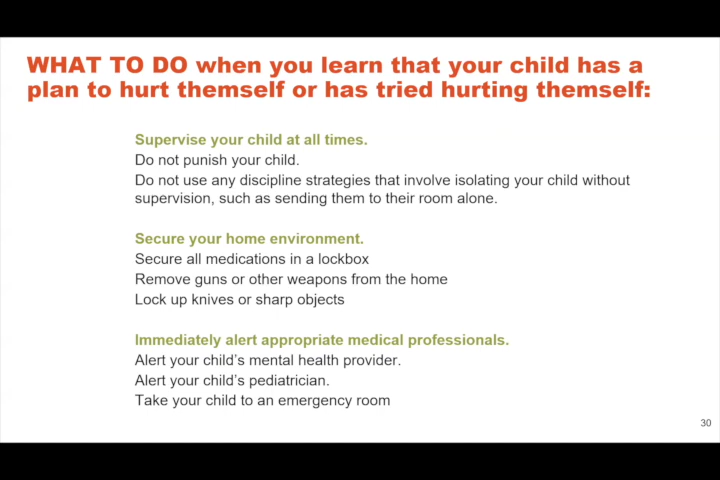 WHAT TO DO when you learn that your child has a
plan to hurt themself or has tried hurting themself:
Supervise your child at all times.
Do not punish your child.
Do not use any discipline strategies that involve isolating your child without
supervision, such as sending them to their room alone.
Secure your home environment.
Secure all medications in a lockbox
Remove guns or other weapons from the home
Lock up knives or sharp objects
Immediately alert appropriate medical professionals.
Alert your child's mental health provider.
Alert your child's pediatrician.
Take your child to an emergency room
30